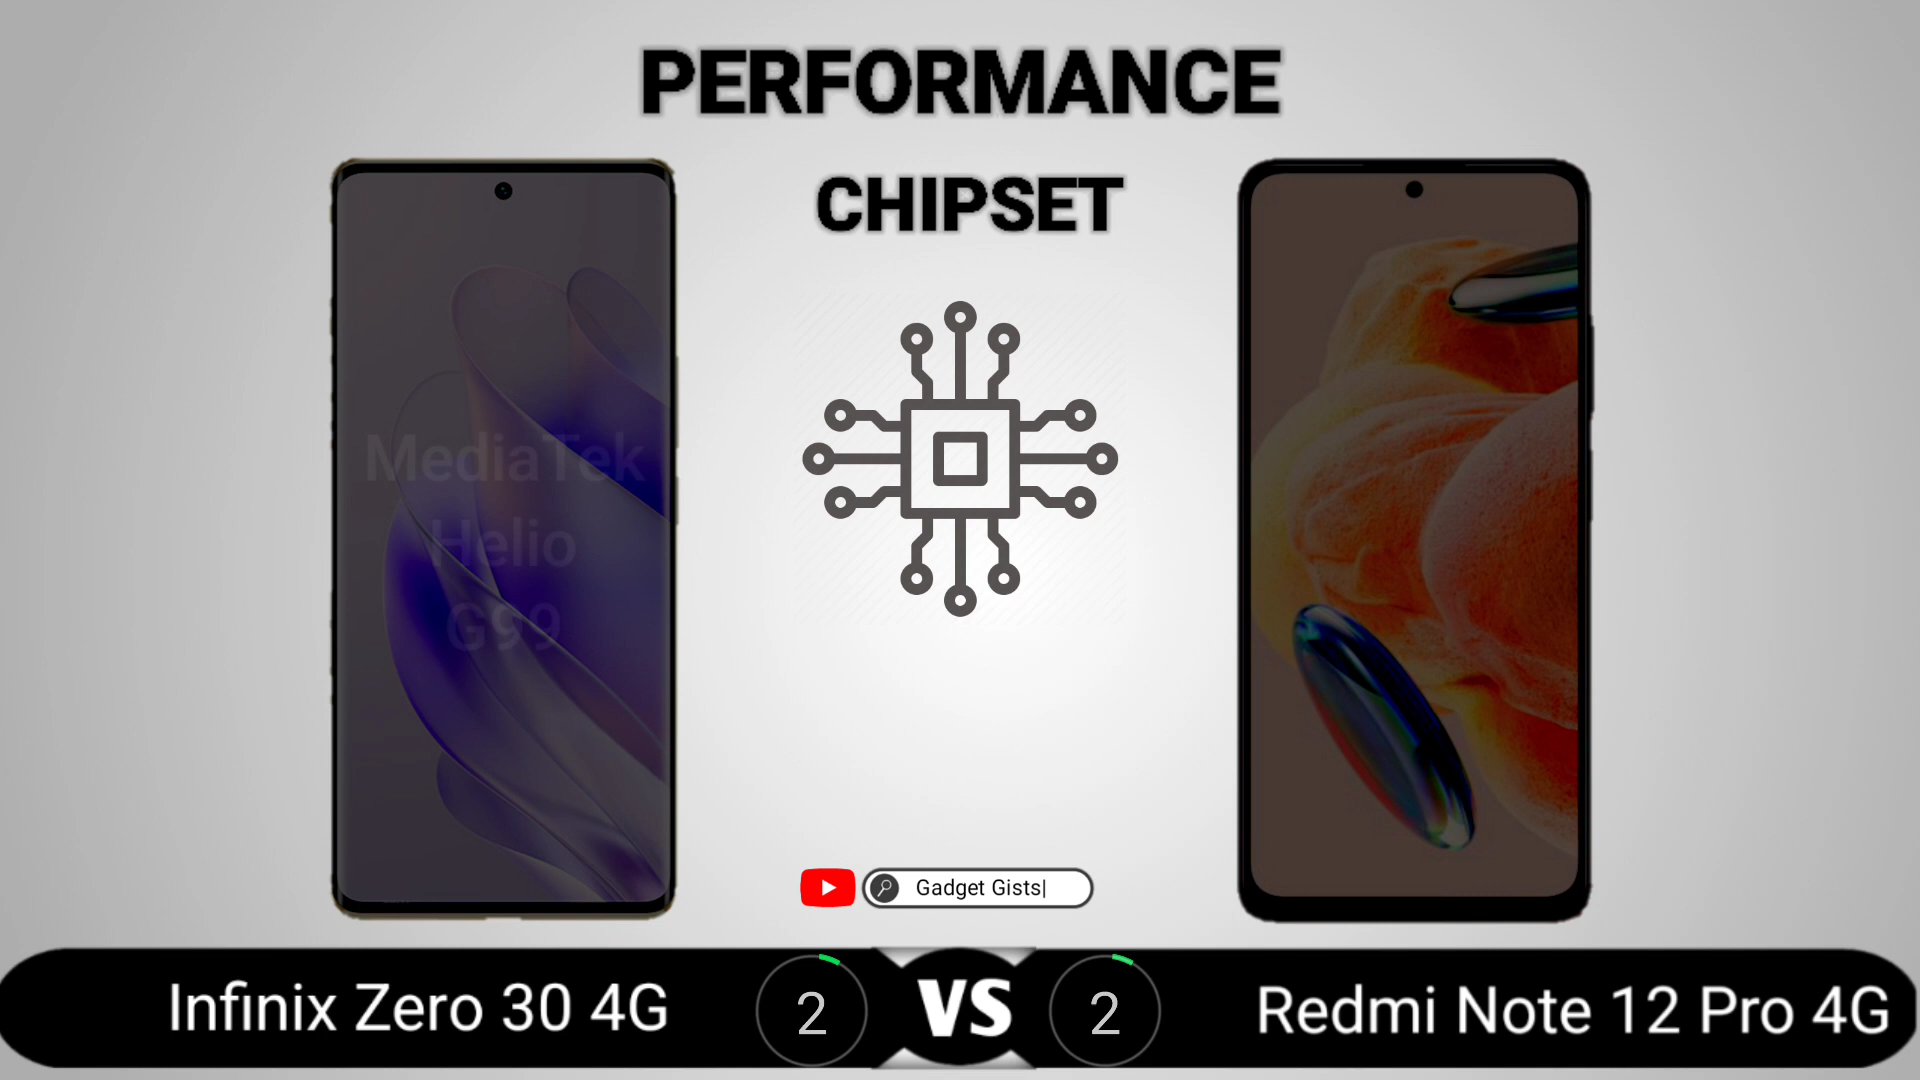 PERFORMANCE
CHIPSET
MediaTek
Helio
G99
Gadget Gists|
Infinix Zero 30 4G
2
VS
2
Redmi Note 12 Pro 4G